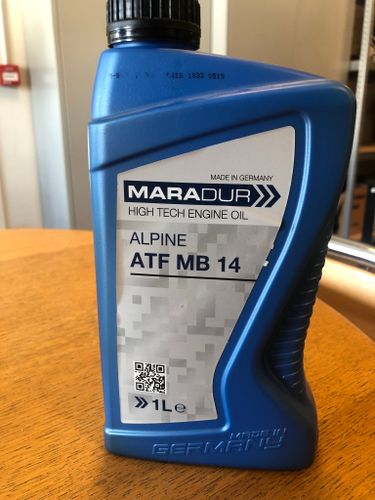 MADE IN GERMANY
MARADUR
HIGH TECH ENGINE OIL
ALPINE
ATF MB 14
>> 1L e
MADE IN
GERMANY